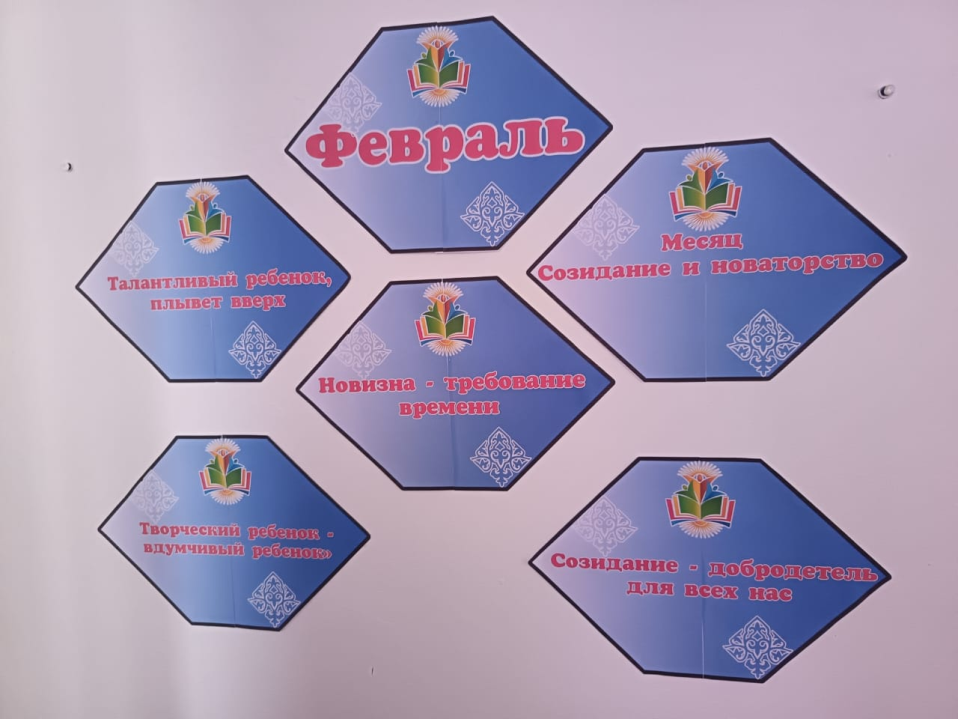 Февраль
Месяц
Созидание и новаторство
Талантливый ребенок,
плывет вверх
Новизна - требование
времени
Творческий ребенок -
вдумчивый ребенок»
Созидание - добродетель
для всех нас